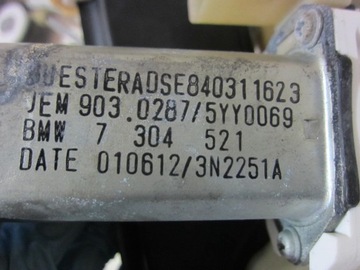 BUESTERADSE840311623
JEM 903.0287/5YY0069
BMW 7 304 521
DATE 010612/3N2251A